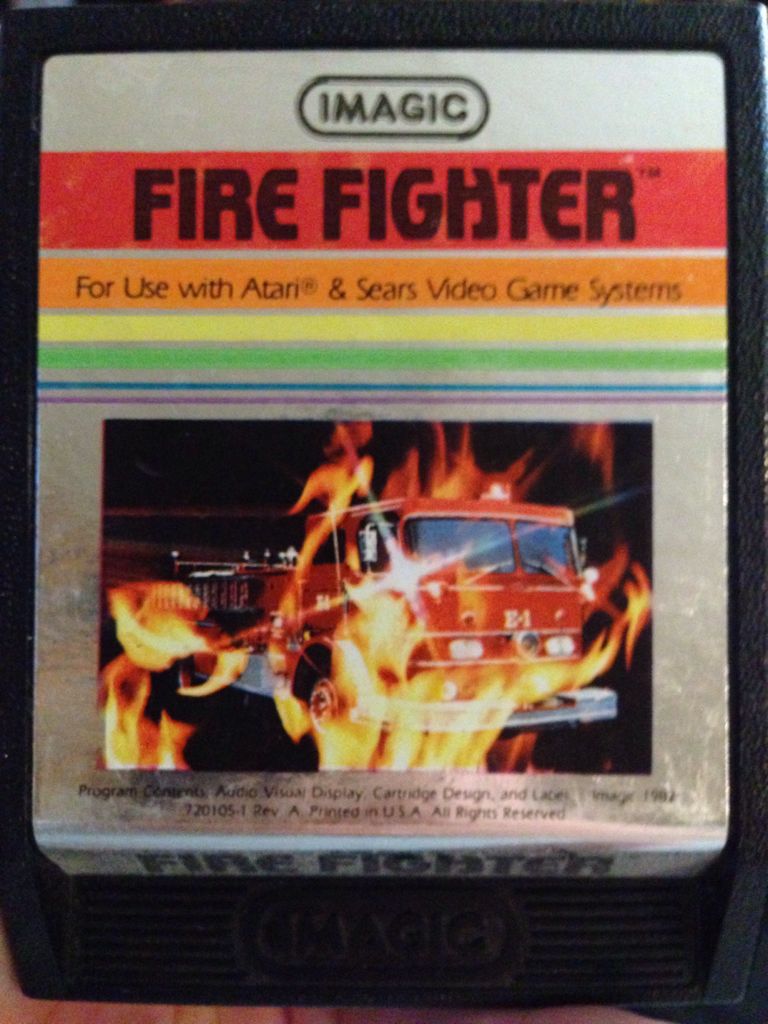 IMAGIC
FIRE FIGHTER™
For Use with Atari® & Sears Video Game Systems
E-1
Program Contents, Audio Visual Display, Cartridge Design, and Label Imagic 1982
720105-1 Rev. A Printed in U.S.A. All Rights Reserved
FIRE FIGHTER
IMAGIC